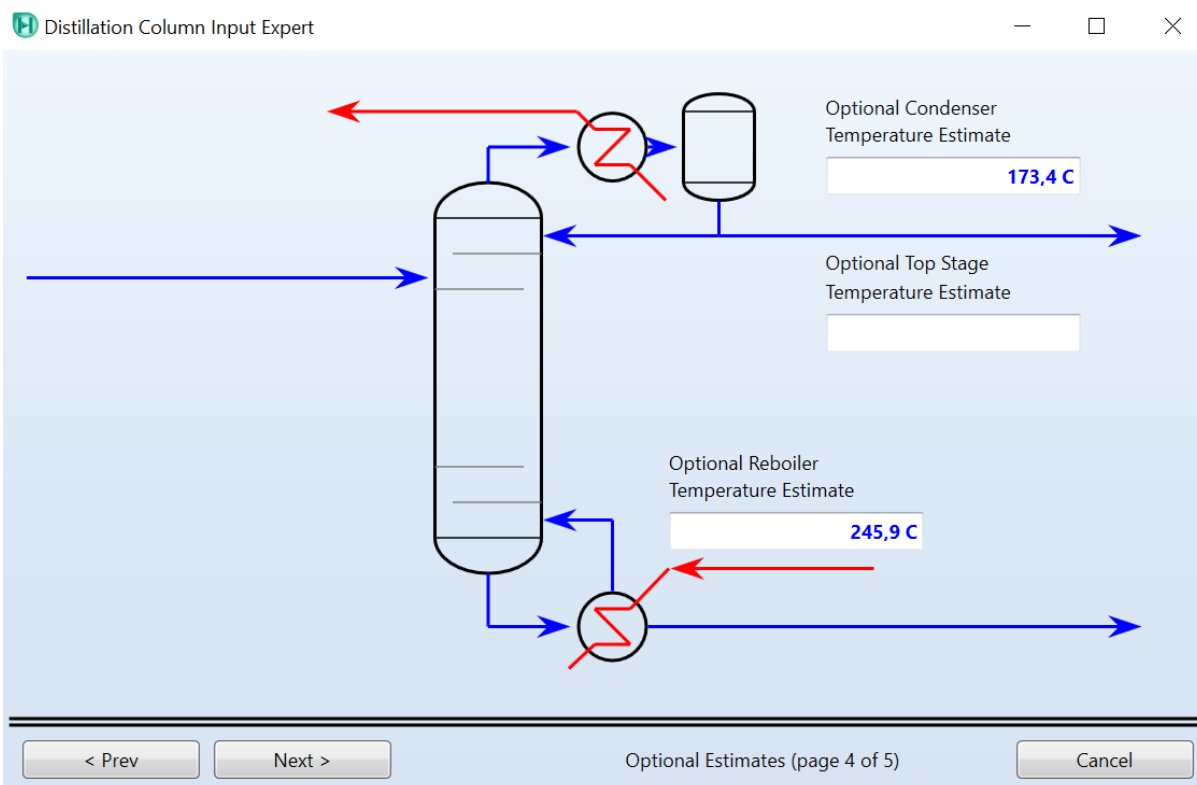 Distillation Column Input Expert
Optional Condenser
Temperature Estimate
173,4 C
Optional Top Stage
Temperature Estimate
Optional Reboiler
Temperature Estimate
245,9 C
< Prev
Next >
Optional Estimates (page 4 of 5)
Cancel